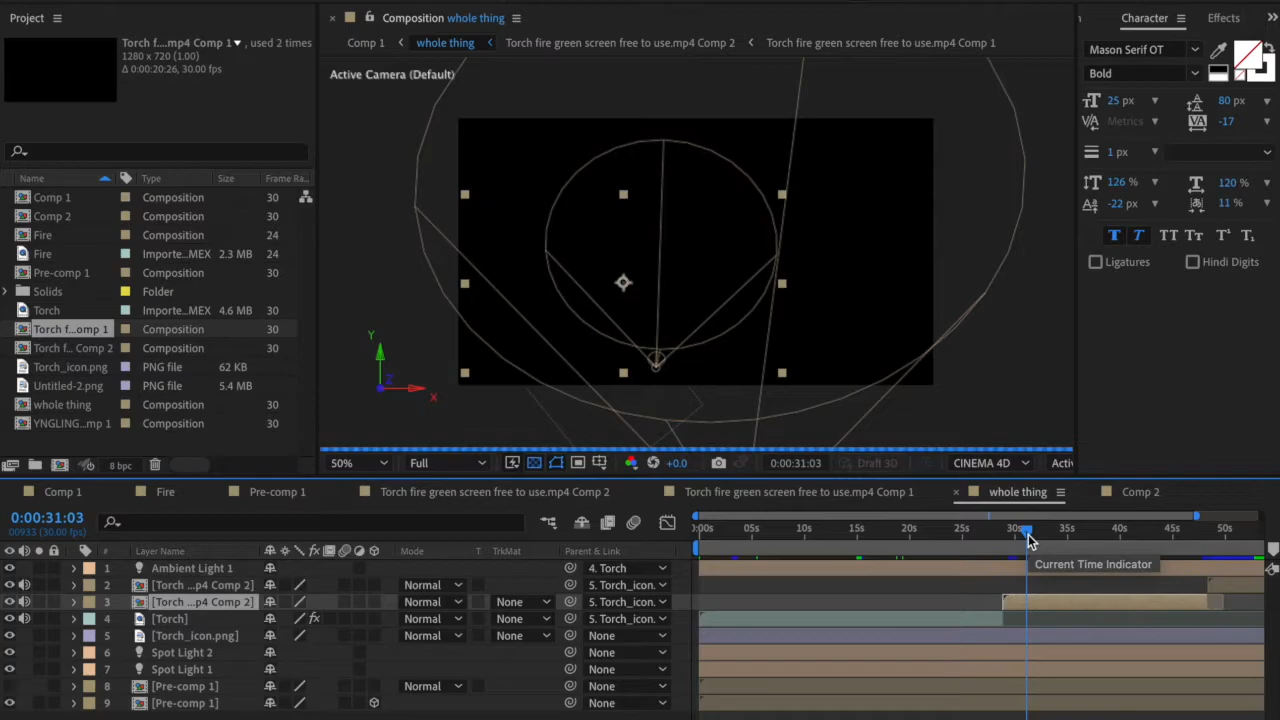 Project
Torch f....mp4 Comp 1, used 2 times
1280 x 720 (1.00)
Δ 0:00:20:26, 30.00 fps
Name Type Size Frame Ra..
Comp 1 Composition 30
Comp 2 Composition 30
Fire Composition 24
Fire Importe...MEX 2.3 MB 24
Pre-comp 1 Composition 30
Solids Folder
Torch Importe...MEX 4.6 MB 30
Torch f...omp 1 Composition 30
Torch f... Comp 2 Composition 30
Torch_icon.png PNG file 62 KB
Untitled-2.png PNG file 5.4 MB
whole thing Composition 30
YNGLING...mp 1 Composition 30
8 bpc
× Composition whole thing
Comp 1 whole thing Torch fire green screen free to use.mp4 Comp 2 Torch fire green screen free to use.mp4 Comp 1
Active Camera (Default)
Y
Z
X
50% Full +0.0 0:00:31:03 Draft 3D CINEMA 4D Activ
Character Effects
Mason Serif OT
Bold
25 px 80 px
Metrics -17
1 px
126 % 120 %
-22 px 11 %
T T TT Tr T¹ T₁
Ligatures Hindi Digits
Comp 1 Fire Pre-comp 1 Torch fire green screen free to use.mp4 Comp 2 Torch fire green screen free to use.mp4 Comp 1 × whole thing Comp 2
0:00:31:03
00933 (30.00 fps)
):00s 05s 10s 15s 20s 25s 30s 35s 40s 45s 50s
# Layer Name fx Mode T TrkMat Parent & Link
1 Ambient Light 1 4. Torch
2 [Torch ...p4 Comp 2] Normal 5. Torch_icon.
3 [Torch ...p4 Comp 2] Normal None 5. Torch_icon.
4 [Torch] fx Normal None 5. Torch_icon.
5 [Torch_icon.png] Normal None None
6 Spot Light 2 None
7 Spot Light 1 None
8 [Pre-comp 1] Normal None
9 [Pre-comp 1] None
Current Time Indicator